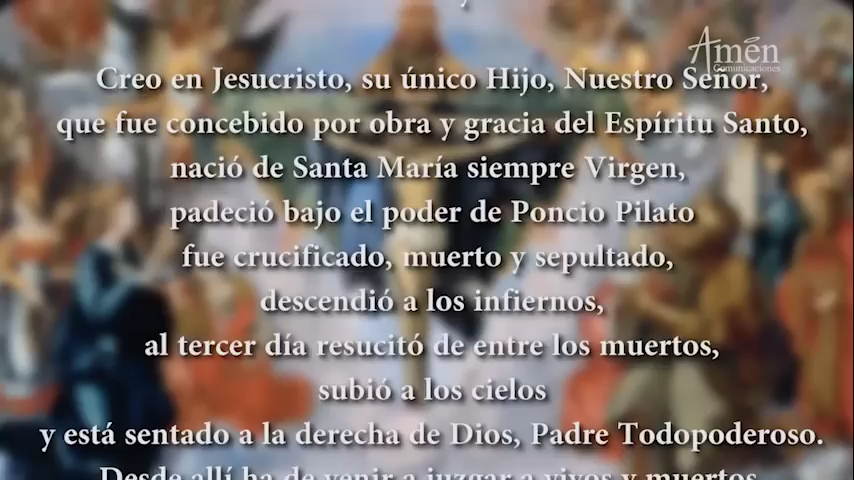 Amén
Comunicaciones
Creo en Jesucristo, su único Hijo, Nuestro Señor,
que fue concebido por obra y gracia del Espíritu Santo,
nació de Santa María siempre Virgen,
padeció bajo el poder de Poncio Pilato
fue crucificado, muerto y sepultado,
descendió a los infiernos,
al tercer día resucitó de entre los muertos,
subió a los cielos
y está sentado a la derecha de Dios, Padre Todopoderoso.
Desde allí ha de venir a juzgar a vivos y muertos